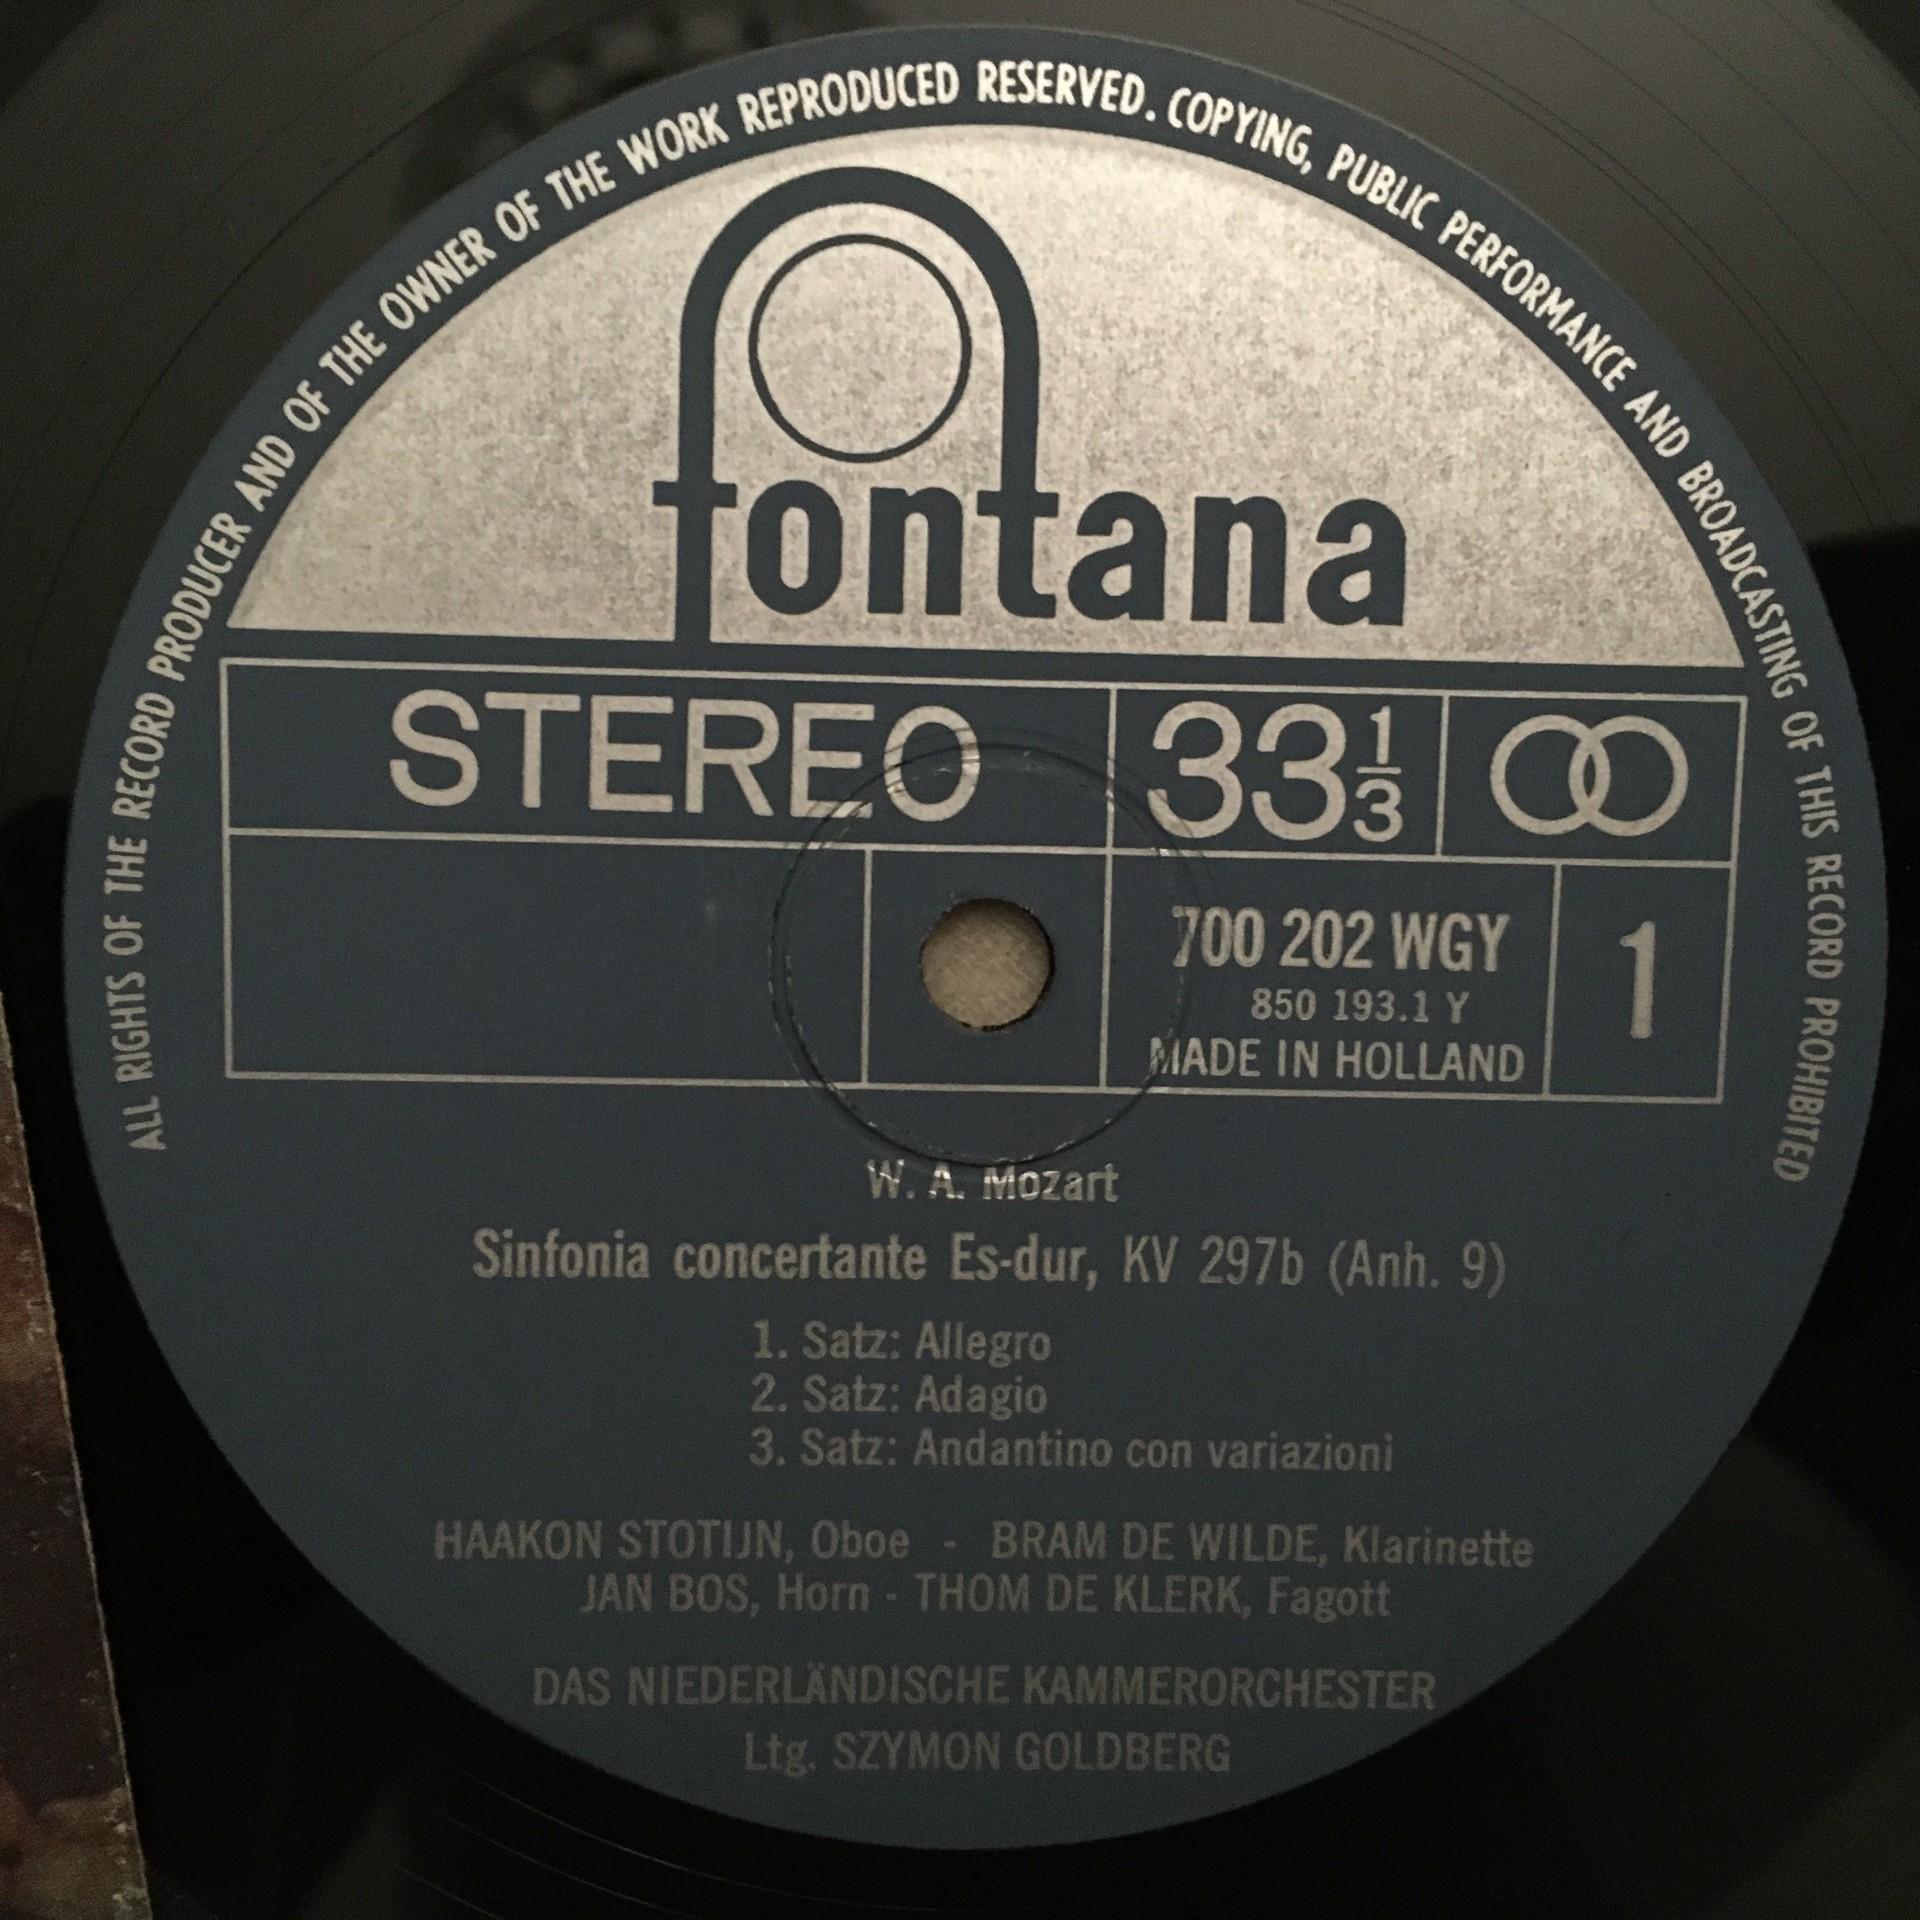 ALL RIGHTS OF THE RECORD PRODUCER AND OF THE OWNER OF THE WORK REPRODUCED RESERVED. COPYING, PUBLIC PERFORMANCE AND BROADCASTING OF THIS RECORD PROHIBITED
fontana
STEREO 33 1/3
700 202 WGY
850 193.1 Y
MADE IN HOLLAND
1
W. A. Mozart
Sinfonia concertante Es-dur, KV 297b (Anh. 9)
1. Satz: Allegro
2. Satz: Adagio
3. Satz: Andantino con variazioni
HAAKON STOTIJN, Oboe - BRAM DE WILDE, Klarinette
JAN BOS, Horn - THOM DE KLERK, Fagott
DAS NIEDERLÄNDISCHE KAMMERORCHESTER
Ltg. SZYMON GOLDBERG